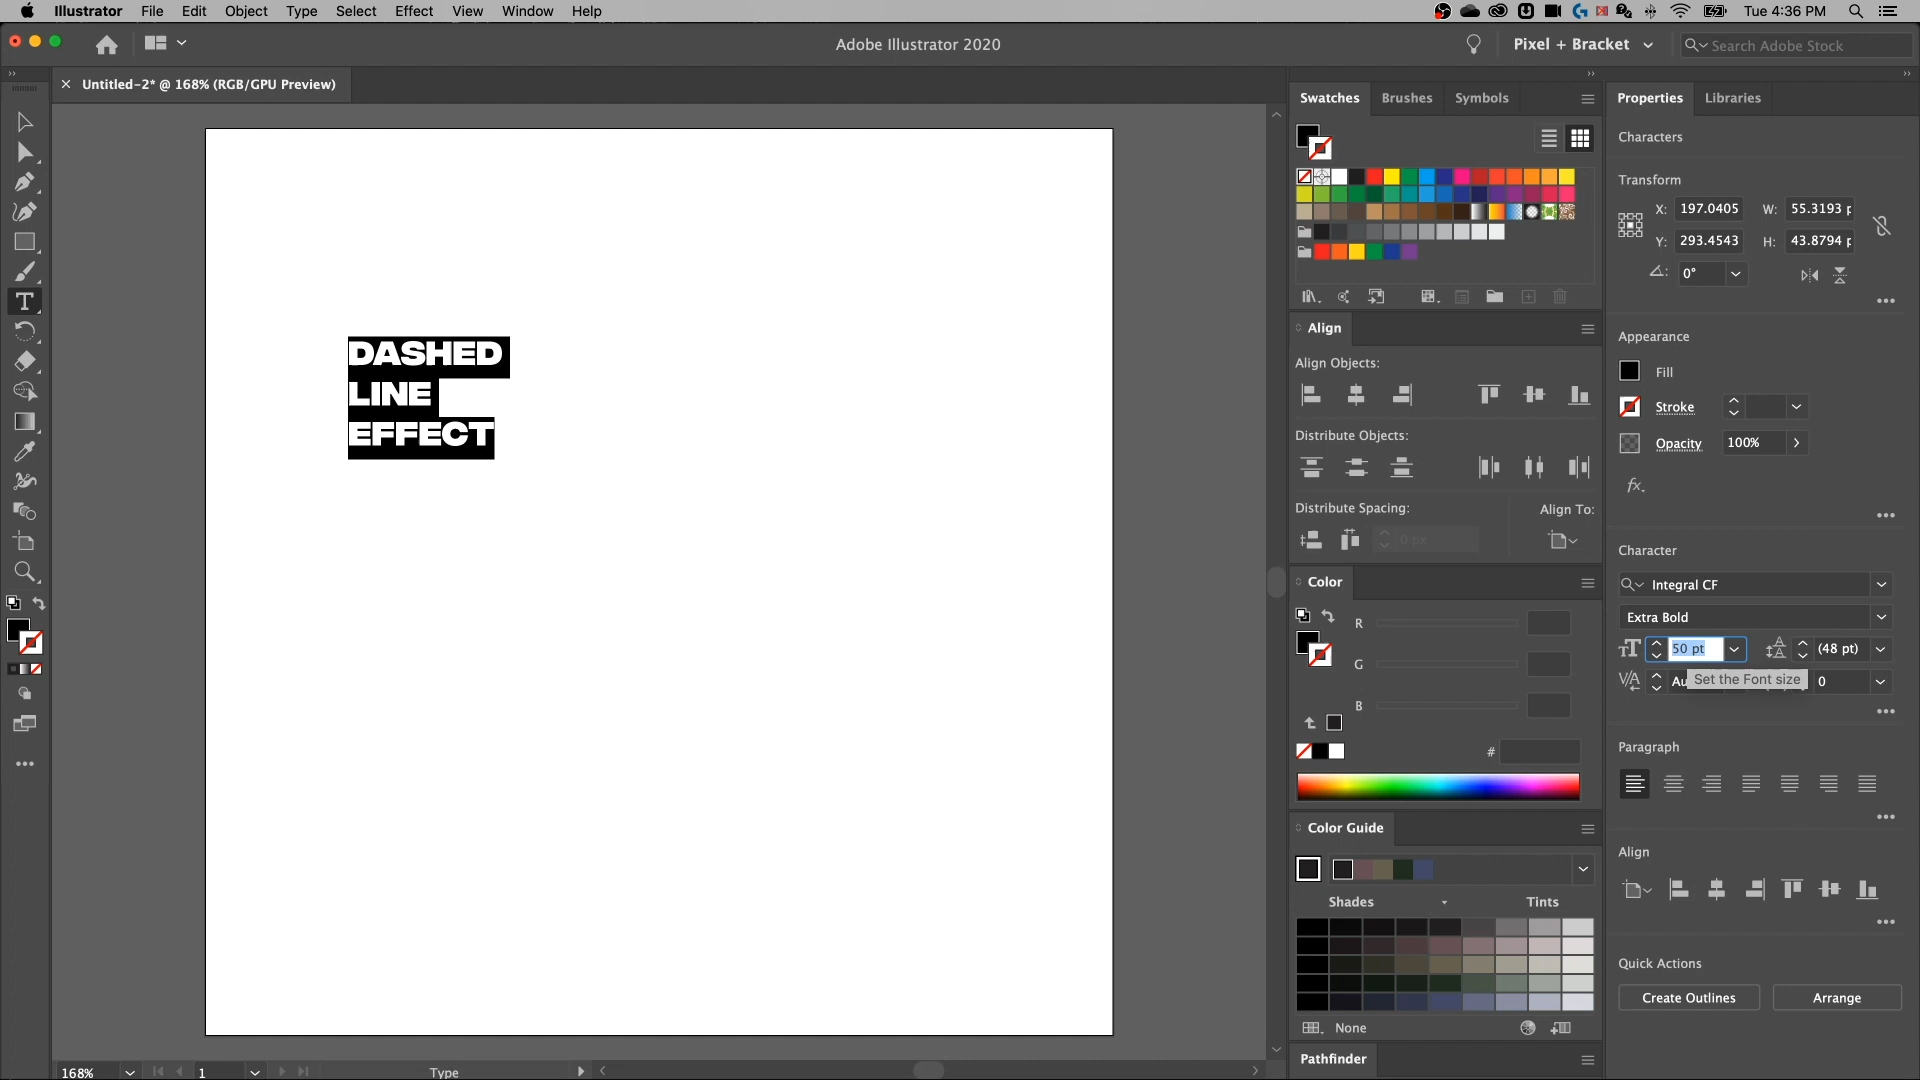 Illustrator File Edit Object Type Select Effect View Window Help Tue 4:36 PM
Adobe Illustrator 2020 Pixel + Bracket Search Adobe Stock
Untitled-2* @ 168% (RGB/GPU Preview)
Swatches Brushes Symbols
Properties Libraries
Characters
Transform
X: 197.0405 W: 55.3193 p
Y: 293.4543 H: 43.8794 p
0°
DASHED
LINE
EFFECT
Align
Align Objects:
Distribute Objects:
Distribute Spacing: Align To:
0 px
Appearance
Fill
Stroke
Opacity 100%
fx.
Character
Integral CF
Extra Bold
50 pt (48 pt)
Au 0
Set the Font size
Color
R
G
B
#
Paragraph
Color Guide
Shades Tints
None
Align
Quick Actions
Create Outlines Arrange
Pathfinder
168% 1 Type